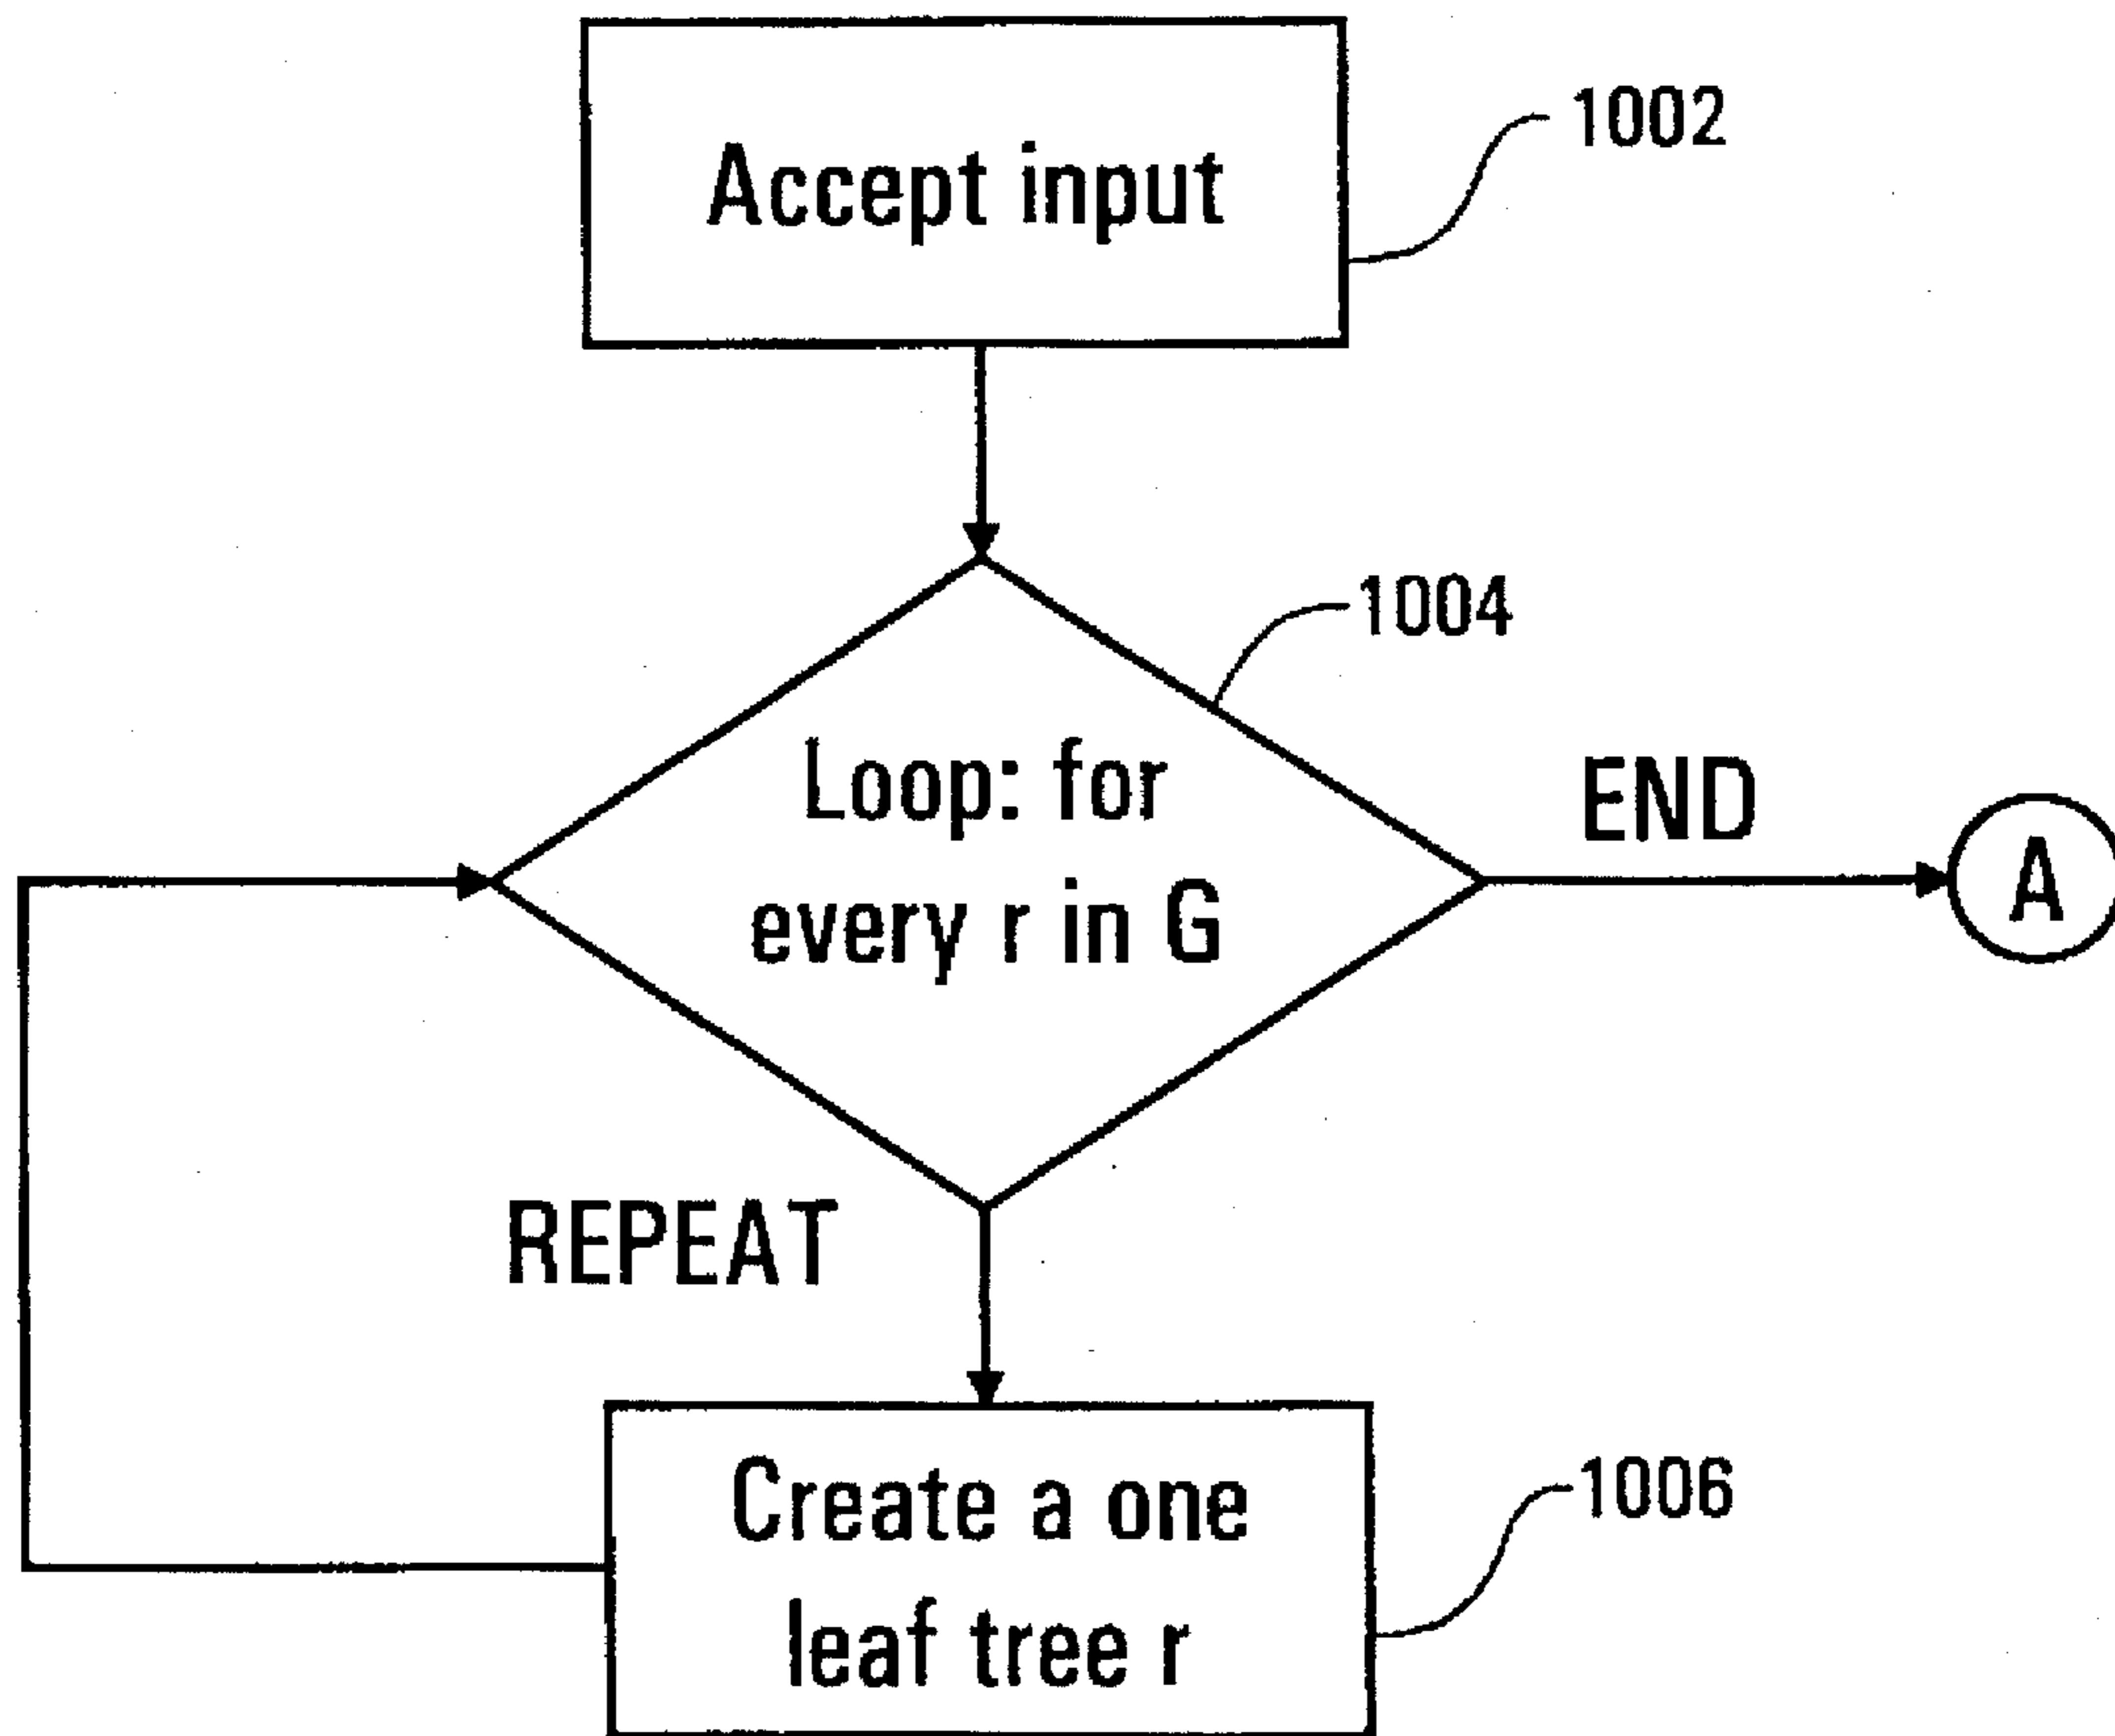 Accept input
1002
1004
Loop: for
every r in G
END
A
REPEAT
Create a one
leaf tree r
1006